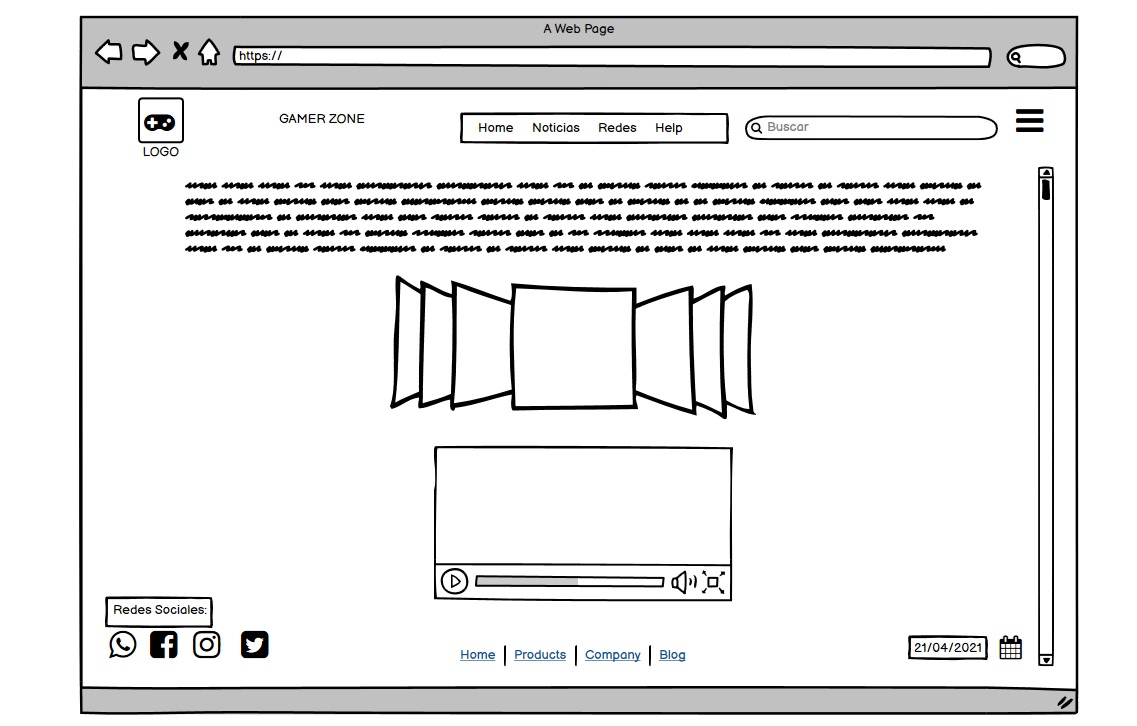 A Web Page
https://
GAMER ZONE
Home Noticias Redes Help
Buscar
LOGO
Redes Sociales:
Home Products Company Blog
21/04/2021